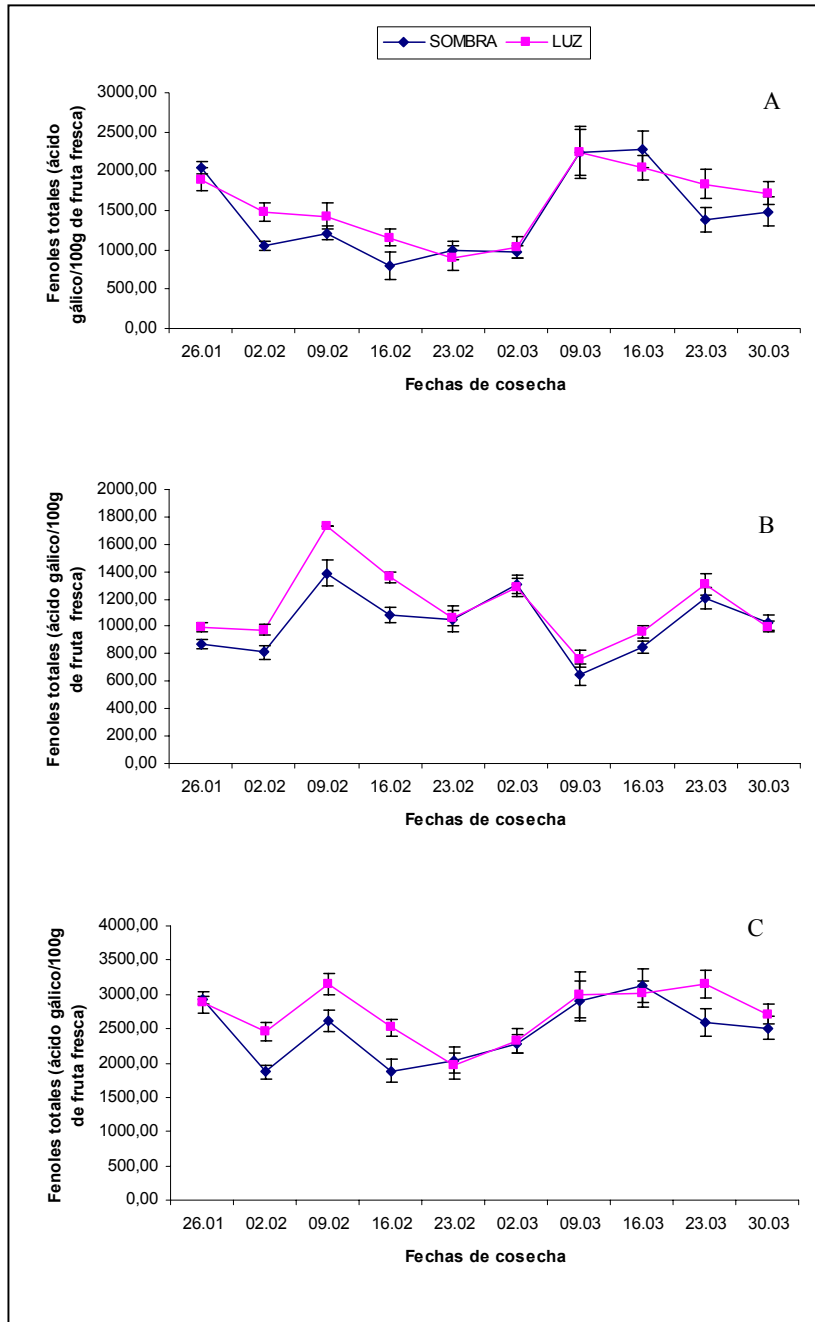 SOMBRA LUZ
A
Fenoles totales (ácido
gálico/100g de fruta fresca)
3000,00
2500,00
2000,00
1500,00
1000,00
500,00
0,00
26.01 02.02 09.02 16.02 23.02 02.03 09.03 16.03 23.03 30.03
Fechas de cosecha
B
Fenoles totales (ácido gálico/100g
de fruta fresca)
2000,00
1800,00
1600,00
1400,00
1200,00
1000,00
800,00
600,00
400,00
200,00
0,00
26.01 02.02 09.02 16.02 23.02 02.03 09.03 16.03 23.03 30.03
Fechas de cosecha
C
Fenoles totales (ácido gálico/100g
de fruta fresca)
4000,00
3500,00
3000,00
2500,00
2000,00
1500,00
1000,00
500,00
0,00
26.01 02.02 09.02 16.02 23.02 02.03 09.03 16.03 23.03 30.03
Fechas de cosecha